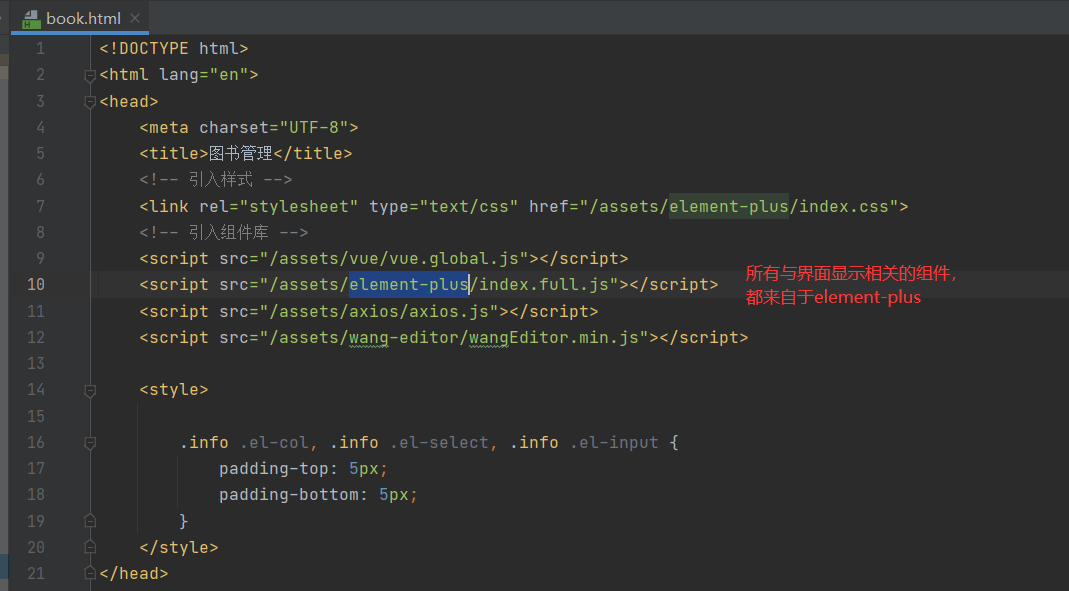 book.html
1 <!DOCTYPE html>
2 <html lang="en">
3 <head>
4 <meta charset="UTF-8">
5 <title>图书管理</title>
6 <!-- 引入样式 -->
7 <link rel="stylesheet" type="text/css" href="/assets/element-plus/index.css">
8 <!-- 引入组件库 -->
9 <script src="/assets/vue/vue.global.js"></script>
10 <script src="/assets/element-plus/index.full.js"></script>
所有与界面显示相关的组件,
都来自于element-plus
11 <script src="/assets/axios/axios.js"></script>
12 <script src="/assets/wang-editor/wangEditor.min.js"></script>
13
14 <style>
15
16 .info .el-col, .info .el-select, .info .el-input {
17 padding-top: 5px;
18 padding-bottom: 5px;
19 }
20 </style>
21 </head>